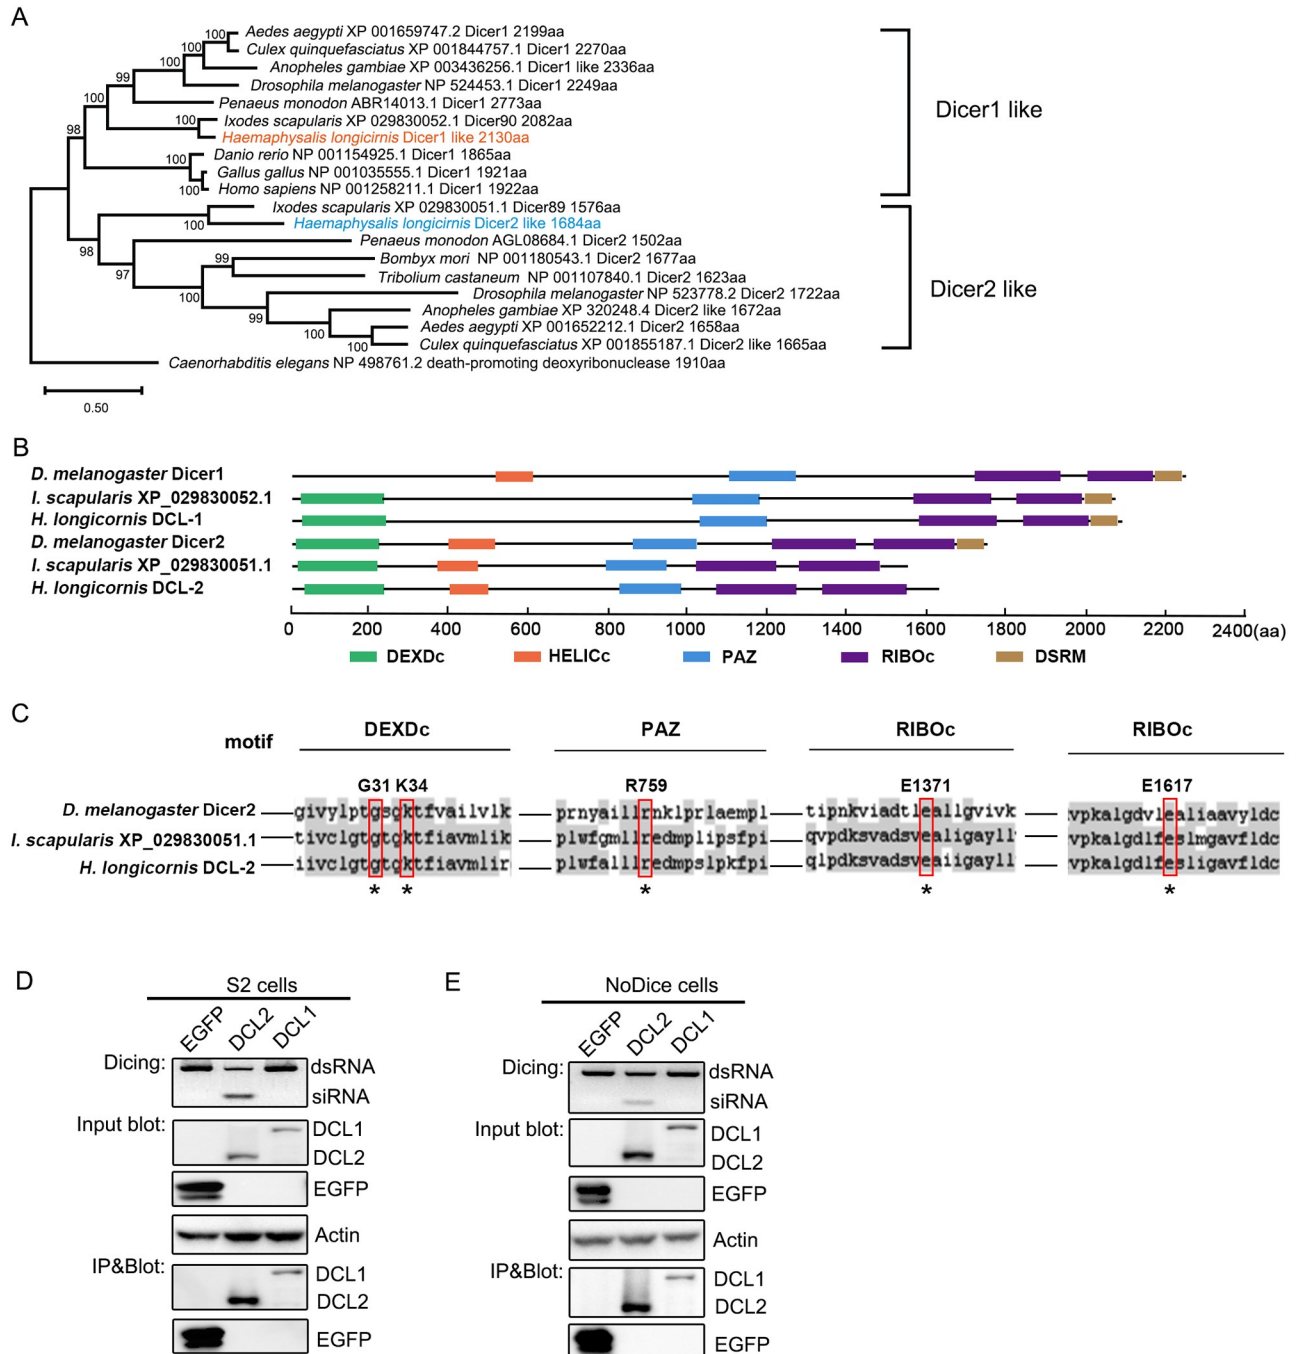 A
100
Aedes aegypti XP 001659747.2 Dicer1 2199aa
100
Culex quinquefasciatus XP 001844757.1 Dicer1 2270aa
100
Anopheles gambiae XP 003436256.1 Dicer1 like 2336aa
99
Drosophila melanogaster NP 524453.1 Dicer1 2249aa
100
Penaeus monodon ABR14013.1 Dicer1 2773aa
Dicer1 like
98
100
Ixodes scapularis XP 029830052.1 Dicer90 2082aa
Haemaphysalis longicirnis Dicer1 like 2130aa
100
Danio rerio NP 001154925.1 Dicer1 1865aa
Gallus gallus NP 001035555.1 Dicer1 1921aa
100
Homo sapiens NP 001258211.1 Dicer1 1922aa
Ixodes scapularis XP 029830051.1 Dicer89 1576aa
100
Haemaphysalis longicirnis Dicer2 like 1684aa
98
Penaeus monodon AGL08684.1 Dicer2 1502aa
97
99
Bombyx mori NP 001180543.1 Dicer2 1677aa
Tribolium castaneum NP 001107840.1 Dicer2 1623aa
100
Drosophila melanogaster NP 523778.2 Dicer2 1722aa
Dicer2 like
99
Anopheles gambiae XP 320248.4 Dicer2 like 1672aa
100
Aedes aegypti XP 001652212.1 Dicer2 1658aa
100
Culex quinquefasciatus XP 001855187.1 Dicer2 like 1665aa
Caenorhabditis elegans NP 498761.2 death-promoting deoxyribonuclease 1910aa
0.50
B
D. melanogaster Dicer1
I. scapularis XP_029830052.1
H. longicornis DCL-1
D. melanogaster Dicer2
I. scapularis XP_029830051.1
H. longicornis DCL-2
0 200 400 600 800 1000 1200 1400 1600 1800 2000 2200 2400(aa)
DEXDc HELICc PAZ RIBOc DSRM
C
motif DEXDc PAZ RIBOc RIBOc
G31 K34 R759 E1371 E1617
D. melanogaster Dicer2 givylptgsgktfvailvlk prnyaillrnklprlaempl tipnkviadtleallgvivk vpkalgdvlealiaavyldc
I. scapularis XP_029830051.1 tivclgtgtgktfiavmlik plwfgmllredmplipsfpi qvpdksvadsveaiigayll vpkalgdlfeslmgavfldc
H. longicornis DCL-2 iivclgtgtgktfiavmlir plwfalllredmpslpkfpi qlpdksvadsveaiigayll vpkalgdlfesligavfldc
* * * * *
D
S2 cells
EGFP DCL2 DCL1
Dicing: dsRNA
siRNA
Input blot: DCL1
DCL2
EGFP
Actin
IP&Blot: DCL1
DCL2
EGFP
E
NoDice cells
EGFP DCL2 DCL1
Dicing: dsRNA
siRNA
Input blot: DCL1
DCL2
EGFP
Actin
IP&Blot: DCL1
DCL2
EGFP